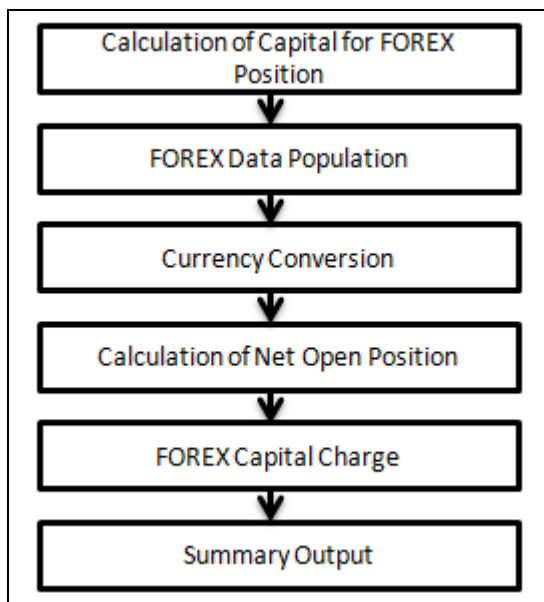 Calculation of Capital for FOREX
Position
FOREX Data Population
Currency Conversion
Calculation of Net Open Position
FOREX Capital Charge
Summary Output